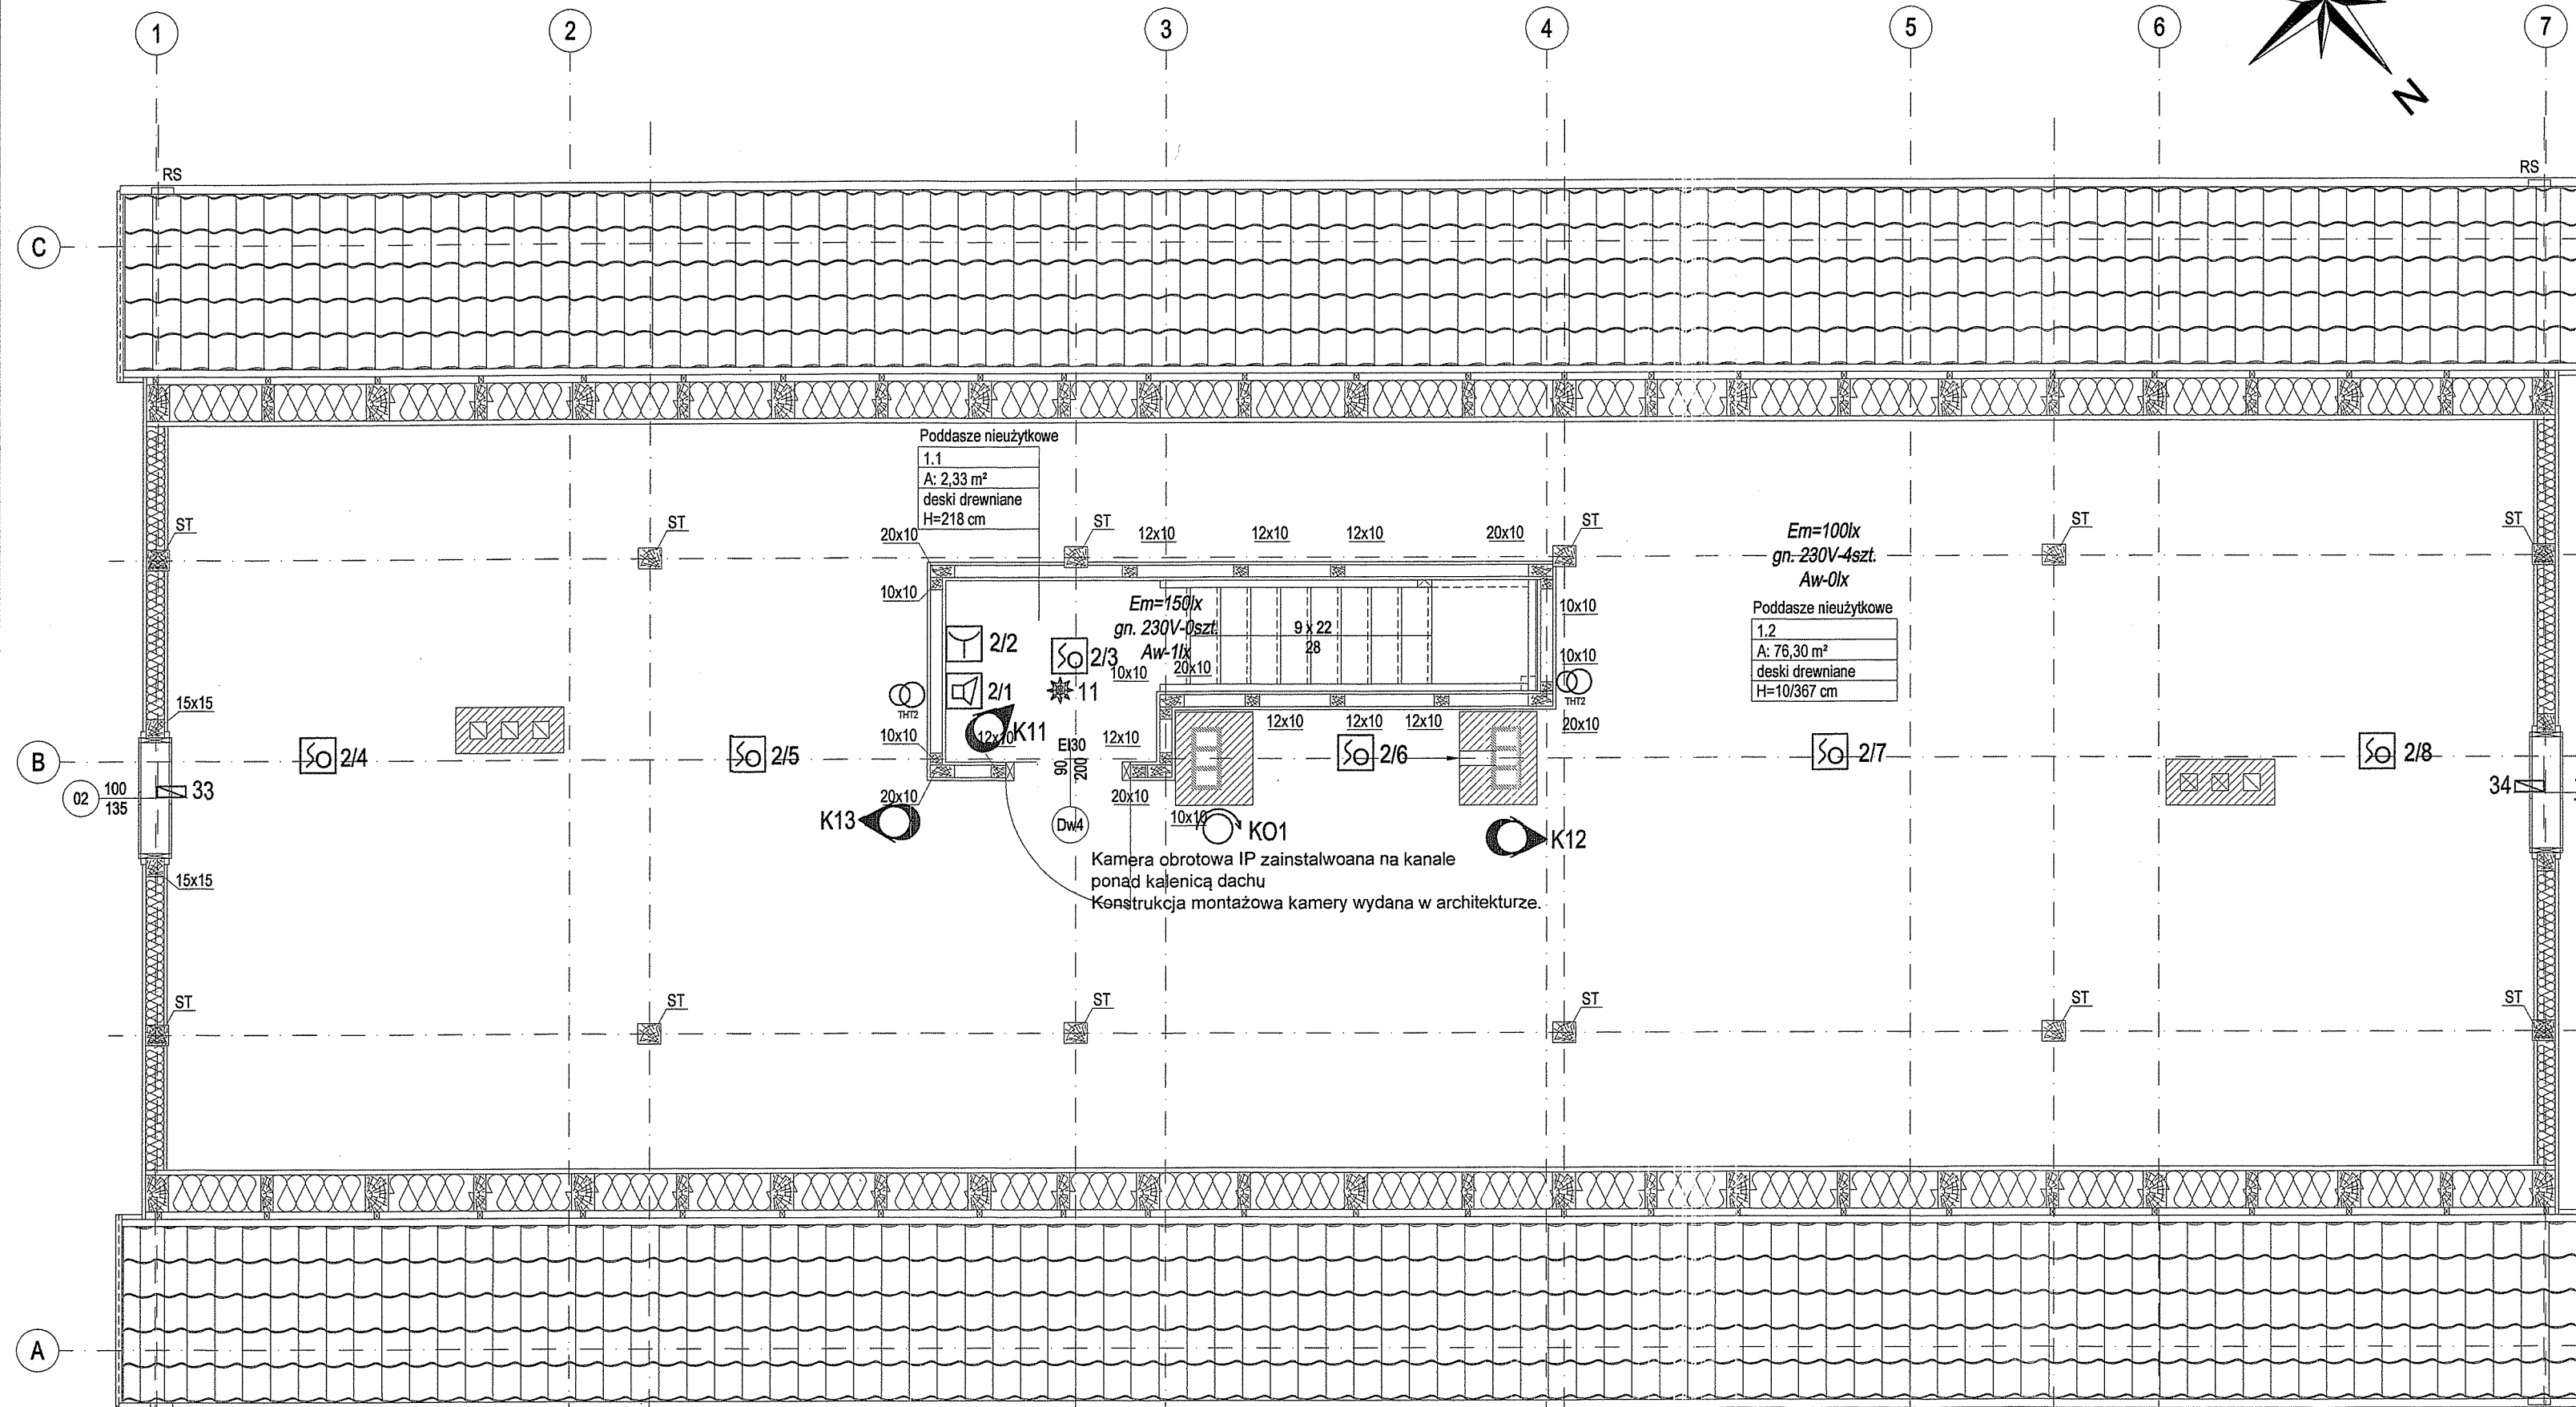 1
2
3
4
5
6
7
N
RS
RS
C
Poddasze nieużytkowe
1.1
A: 2,33 m²
deski drewniane
H=218 cm
ST
ST
ST
ST
ST
ST
20x10
12x10
12x10
12x10
20x10
Em=100lx
gn. 230V-4szt.
Aw-0lx
Poddasze nieużytkowe
1.2
A: 76,30 m²
deski drewniane
H=10/367 cm
10x10
Em=150lx
gn. 230V-0szt.
Aw-1lx
9 x 22
28
10x10
10x10
2/2
2/3
10x10
20x10
2/1
11
THT2
THT2
15x15
K11
12x10
12x10
12x10
12x10
12x10
20x10
10x10
EI30
90
200
B
2/4
2/5
2/6
2/7
2/8
02
100
135
33
34
20x10
20x10
10x10
K13
Dw4
KO1
K12
Kamera obrotowa IP zainstalwoana na kanale
ponad kalenicą dachu
Konstrukcja montażowa kamery wydana w architekturze.
15x15
ST
ST
ST
ST
ST
ST
A